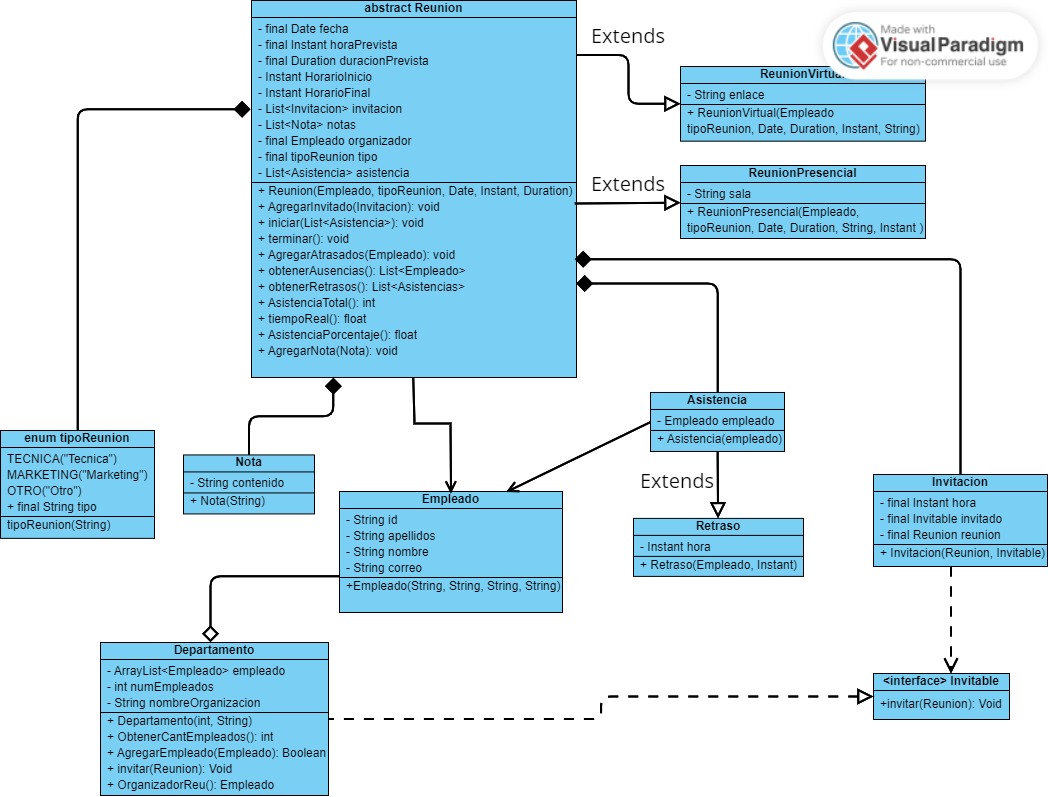 abstract Reunion
- final Date fecha
- final Instant horaPrevista
- final Duration duracionPrevista
- Instant HorarioInicio
- Instant HorarioFinal
- List<Invitacion> invitacion
- List<Nota> notas
- final Empleado organizador
- final tipoReunion tipo
- List<Asistencia> asistencia
+ Reunion(Empleado, tipoReunion, Date, Instant, Duration)
+ AgregarInvitado(Invitacion): void
+ iniciar(List<Asistencia>): void
+ terminar(): void
+ AgregarAtrasados(Empleado): void
+ obtenerAusencias(): List<Empleado>
+ obtenerRetrasos(): List<Asistencias>
+ AsistenciaTotal(): int
+ tiempoReal(): float
+ AsistenciaPorcentaje(): float
+ AgregarNota(Nota): void
Extends
Made with
VisualParadigm
For non-commercial use
ReunionVirtual
- String enlace
+ ReunionVirtual(Empleado
tipoReunion, Date, Duration, Instant, String)
Extends
ReunionPresencial
- String sala
+ ReunionPresencial(Empleado,
tipoReunion, Date, Duration, String, Instant )
enum tipoReunion
TECNICA("Tecnica")
MARKETING("Marketing")
OTRO("Otro")
+ final String tipo
tipoReunion(String)
Nota
- String contenido
+ Nota(String)
Asistencia
- Empleado empleado
+ Asistencia(empleado)
Extends
Retraso
- Instant hora
+ Retraso(Empleado, Instant)
Empleado
- String id
- String apellidos
- String nombre
- String correo
+Empleado(String, String, String, String)
Invitacion
- final Instant hora
- final Invitable invitado
- final Reunion reunion
+ Invitacion(Reunion, Invitable)
Departamento
- ArrayList<Empleado> empleado
- int numEmpleados
- String nombreOrganizacion
+ Departamento(int, String)
+ ObtenerCantEmpleados(): int
+ AgregarEmpleado(Empleado): Boolean
+ invitar(Reunion): Void
+ OrganizadorReu(): Empleado
<interface> Invitable
+invitar(Reunion): Void